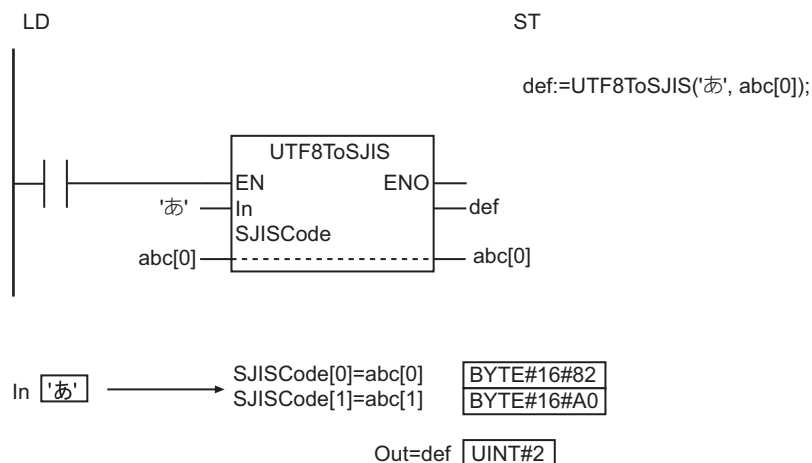 LD
ST
def:=UTF8ToSJIS('あ', abc[0]);
UTF8ToSJIS
EN ENO
'あ' In def
SJISCode
abc[0] abc[0]
In 'あ' SJISCode[0]=abc[0] BYTE#16#82
SJISCode[1]=abc[1] BYTE#16#A0
Out=def UINT#2